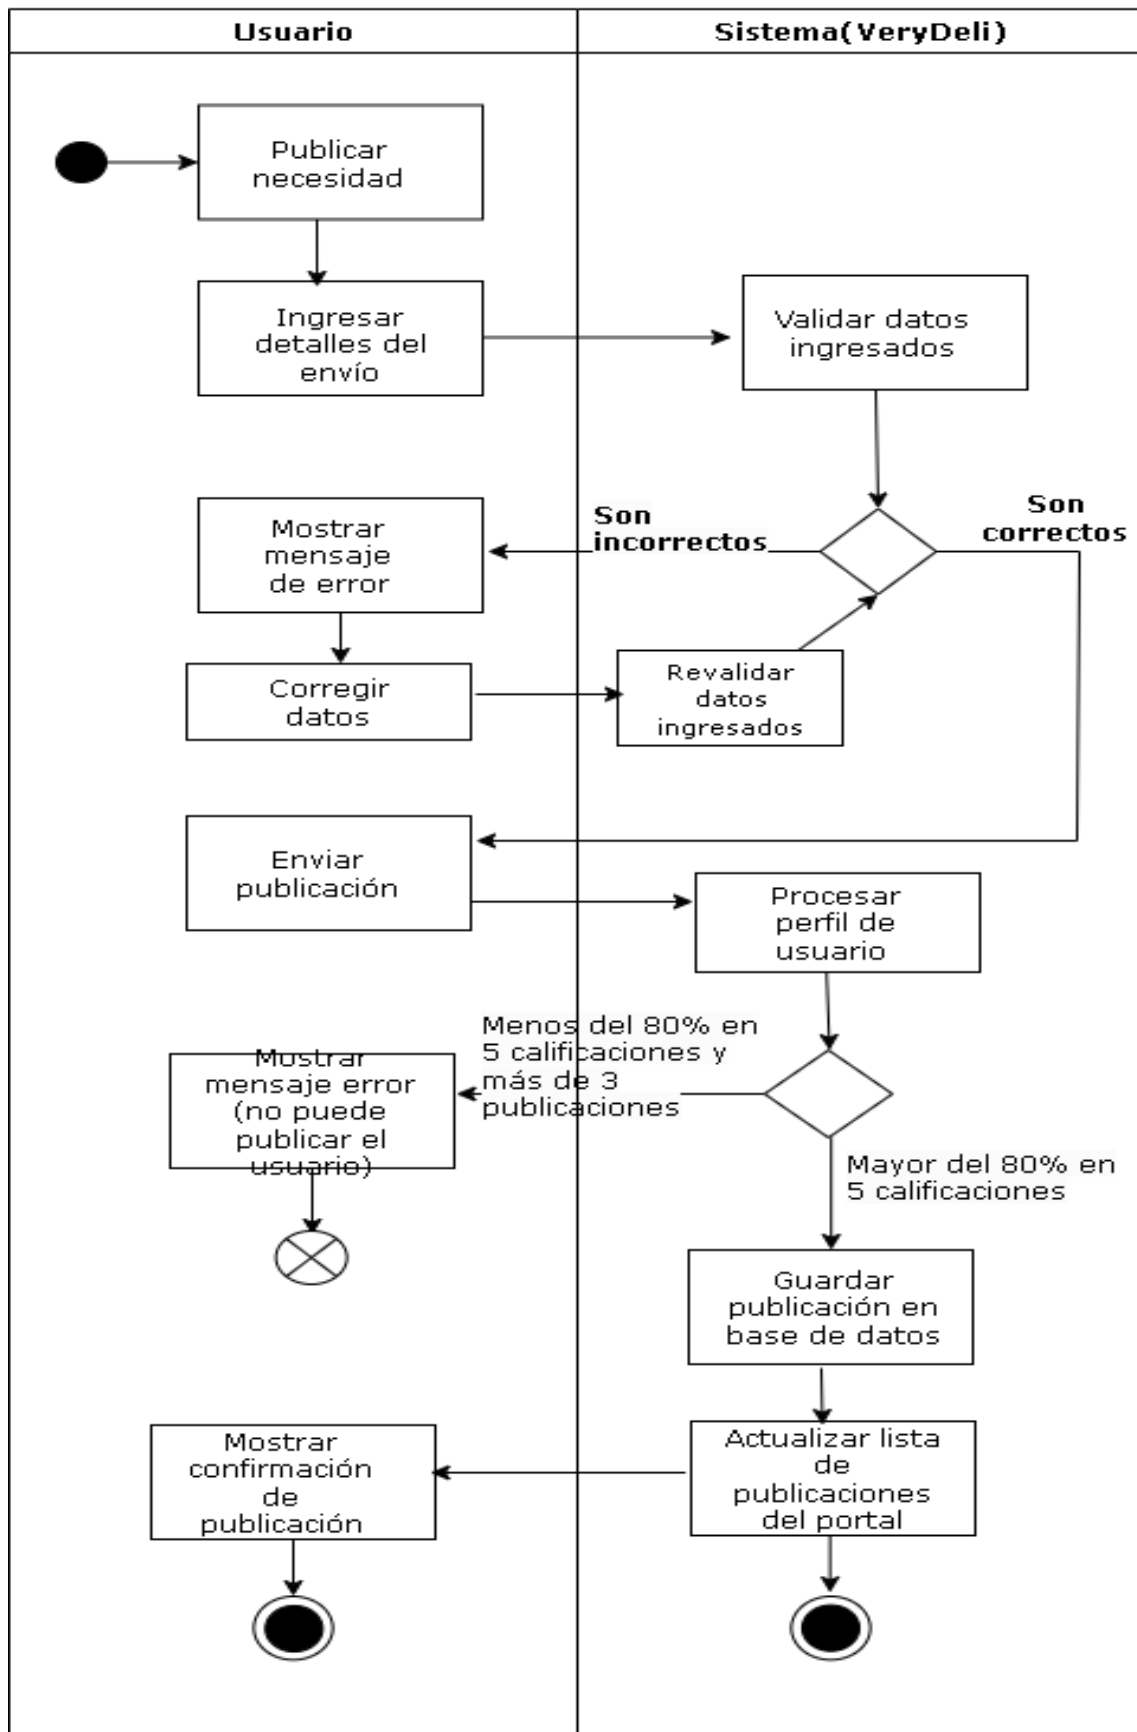 Usuario
Sistema(VeryDeli)
Publicar
necesidad
Ingresar
detalles del
envío
Validar datos
ingresados
Son
incorrectos
Son
correctos
Mostrar
mensaje
de error
Corregir
datos
Revalidar
datos
ingresados
Enviar
publicación
Procesar
perfil de
usuario
Menos del 80% en
5 calificaciones y
más de 3
publicaciones
Mostrar
mensaje error
(no puede
publicar el
usuario)
Mayor del 80% en
5 calificaciones
Guardar
publicación en
base de datos
Actualizar lista
de
publicaciones
del portal
Mostrar
confirmación
de
publicación